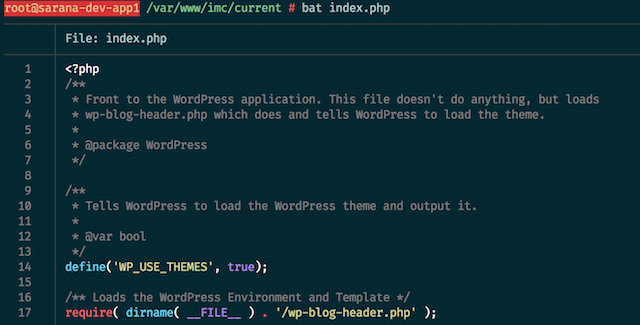 root@sarana-dev-app1 /var/www/imc/current # bat index.php
File: index.php
1 <?php
2 /**
3  * Front to the WordPress application. This file doesn't do anything, but loads
4  * wp-blog-header.php which does and tells WordPress to load the theme.
5  *
6  * @package WordPress
7  */
8
9 /**
10  * Tells WordPress to load the WordPress theme and output it.
11  *
12  * @var bool
13  */
14 define('WP_USE_THEMES', true);
15
16 /** Loads the WordPress Environment and Template */
17 require( dirname( __FILE__ ) . '/wp-blog-header.php' );